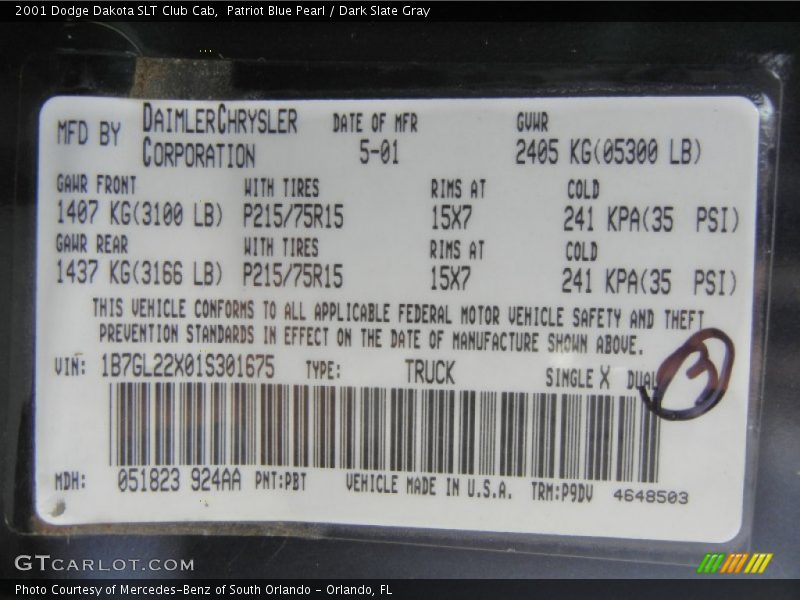 2001 Dodge Dakota SLT Club Cab,  Patriot Blue Pearl / Dark Slate Gray
MFD BY DAIMLERCHRYSLER CORPORATION DATE OF MFR 5-01 GVWR 2405 KG(05300 LB)
GAWR FRONT WITH TIRES RIMS AT COLD
1407 KG(3100 LB) P215/75R15 15X7 241 KPA(35 PSI)
GAWR REAR WITH TIRES RIMS AT COLD
1437 KG(3166 LB) P215/75R15 15X7 241 KPA(35 PSI)
THIS VEHICLE CONFORMS TO ALL APPLICABLE FEDERAL MOTOR VEHICLE SAFETY AND THEFT
PREVENTION STANDARDS IN EFFECT ON THE DATE OF MANUFACTURE SHOWN ABOVE.
VIN: 1B7GL22X01S301675 TYPE: TRUCK SINGLE X DUAL 3
MDH: 051823 924AA PNT:PBT VEHICLE MADE IN U.S.A. TRM:P9DV 4648503
GTCARLOT.COM
Photo Courtesy of Mercedes-Benz of South Orlando - Orlando, FL